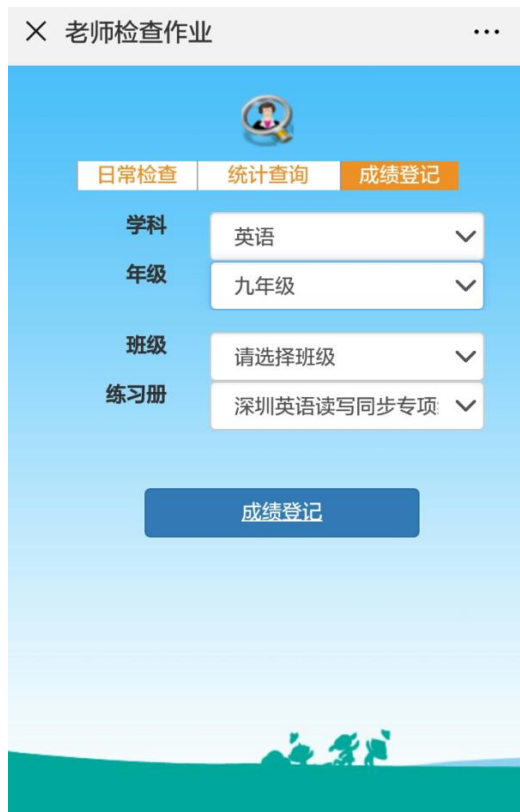 老师检查作业
日常检查 统计查询 成绩登记
学科 英语
年级 九年级
班级 请选择班级
练习册 深圳英语读写同步专项
成绩登记